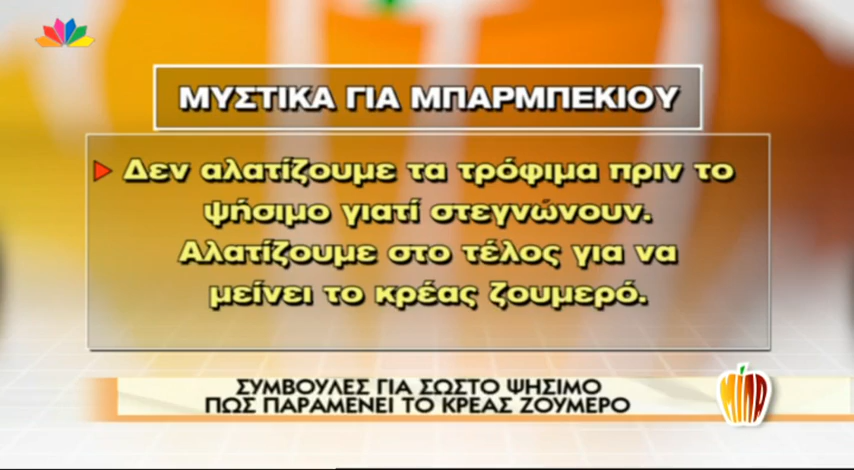 ΜΥΣΤΙΚΑ ΓΙΑ ΜΠΑΡΜΠΕΚΙΟΥ
Δεν αλατίζουμε τα τρόφιμα πριν το
ψήσιμο γιατί στεγνώνουν.
Αλατίζουμε στο τέλος για να
μείνει το κρέας ζουμερό.
ΣΥΜΒΟΥΛΕΣ ΓΙΑ ΣΩΣΤΟ ΨΗΣΙΜΟ
ΠΩΣ ΠΑΡΑΜΕΝΕΙ ΤΟ ΚΡΕΑΣ ΖΟΥΜΕΡΟ